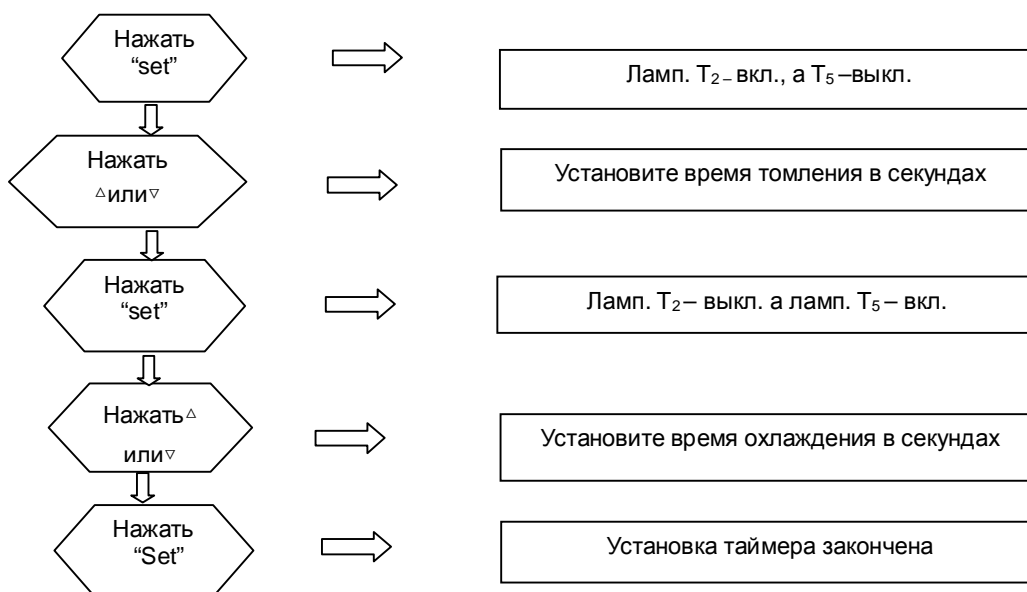 Нажать
“set”
Ламп. T₂ – вкл., а T₅ –выкл.
Нажать
△или▽
Установите время томления в секундах
Нажать
“set”
Ламп. T₂ – выкл. а ламп. T₅ – вкл.
Нажать△
или▽
Установите время охлаждения в секундах
Нажать
“Set”
Установка таймера закончена